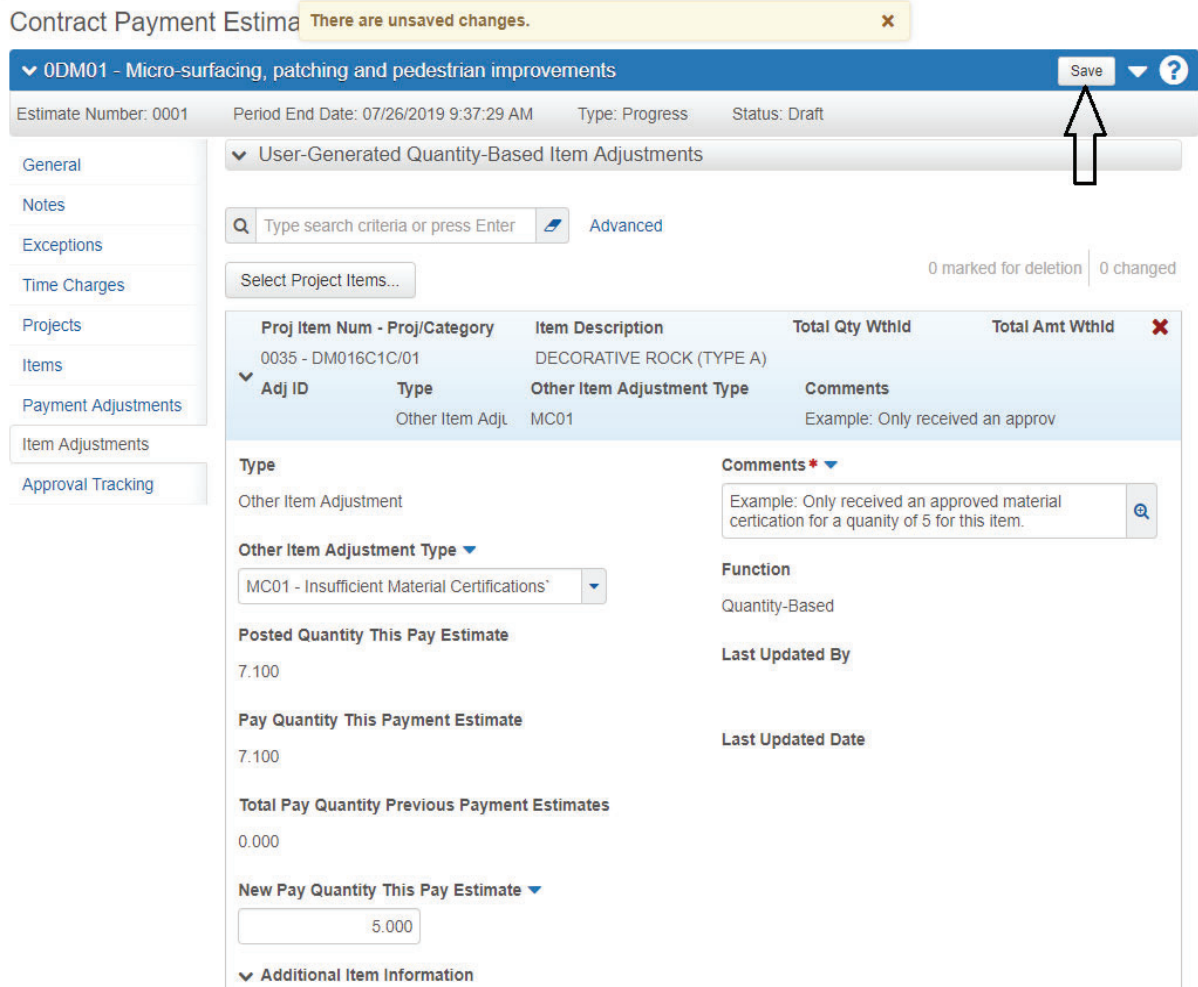 Contract Payment Estima
There are unsaved changes.
0DM01 - Micro-surfacing, patching and pedestrian improvements
Save
Estimate Number: 0001 Period End Date: 07/26/2019 9:37:29 AM Type: Progress Status: Draft
General
Notes
Exceptions
Time Charges
Projects
Items
Payment Adjustments
Item Adjustments
Approval Tracking
User-Generated Quantity-Based Item Adjustments
Type search criteria or press Enter
Advanced
0 marked for deletion 0 changed
Select Project Items...
Proj Item Num - Proj/Category Item Description Total Qty Wthld Total Amt Wthld
0035 - DM016C1C/01 DECORATIVE ROCK (TYPE A)
Adj ID Type Other Item Adjustment Type Comments
Other Item Adju MC01 Example: Only received an approv
Type
Other Item Adjustment
Other Item Adjustment Type
MC01 - Insufficient Material Certifications`
Posted Quantity This Pay Estimate
7.100
Pay Quantity This Payment Estimate
7.100
Total Pay Quantity Previous Payment Estimates
0.000
New Pay Quantity This Pay Estimate
5.000
Additional Item Information
Comments*
Example: Only received an approved material
certication for a quanity of 5 for this item.
Function
Quantity-Based
Last Updated By
Last Updated Date